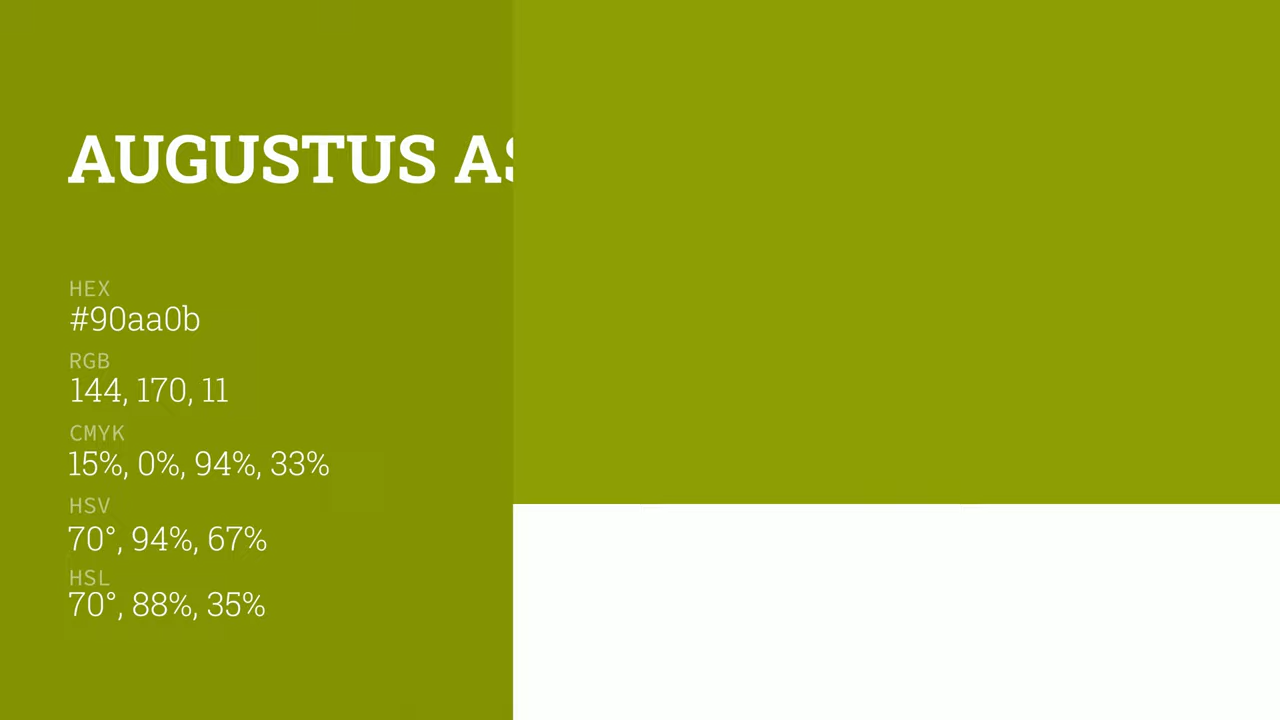 AUGUSTUS
HEX
#90aa0b
RGB
144, 170, 11
CMYK
15%, 0%, 94%, 33%
HSV
70°, 94%, 67%
HSL
70°, 88%, 35%